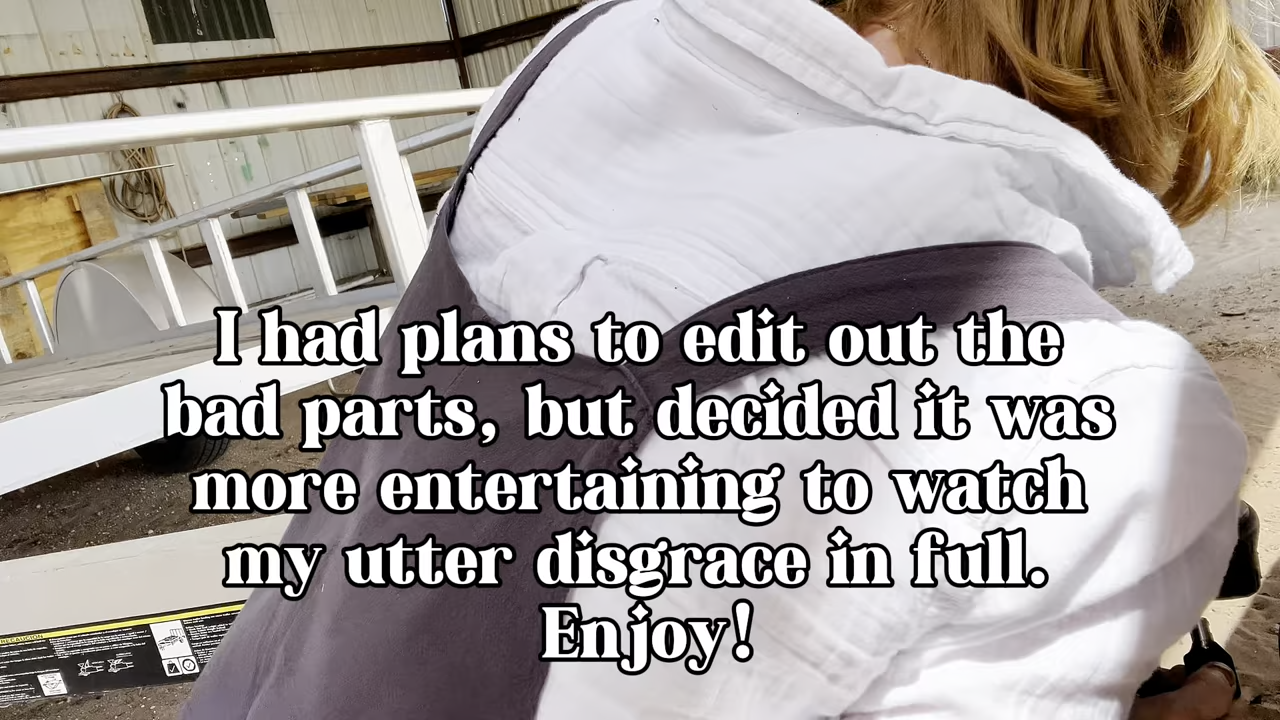 I had plans to edit out the
bad parts, but decided it was
more entertaining to watch
my utter disgrace in full.
Enjoy!
PRECAUCIÓN